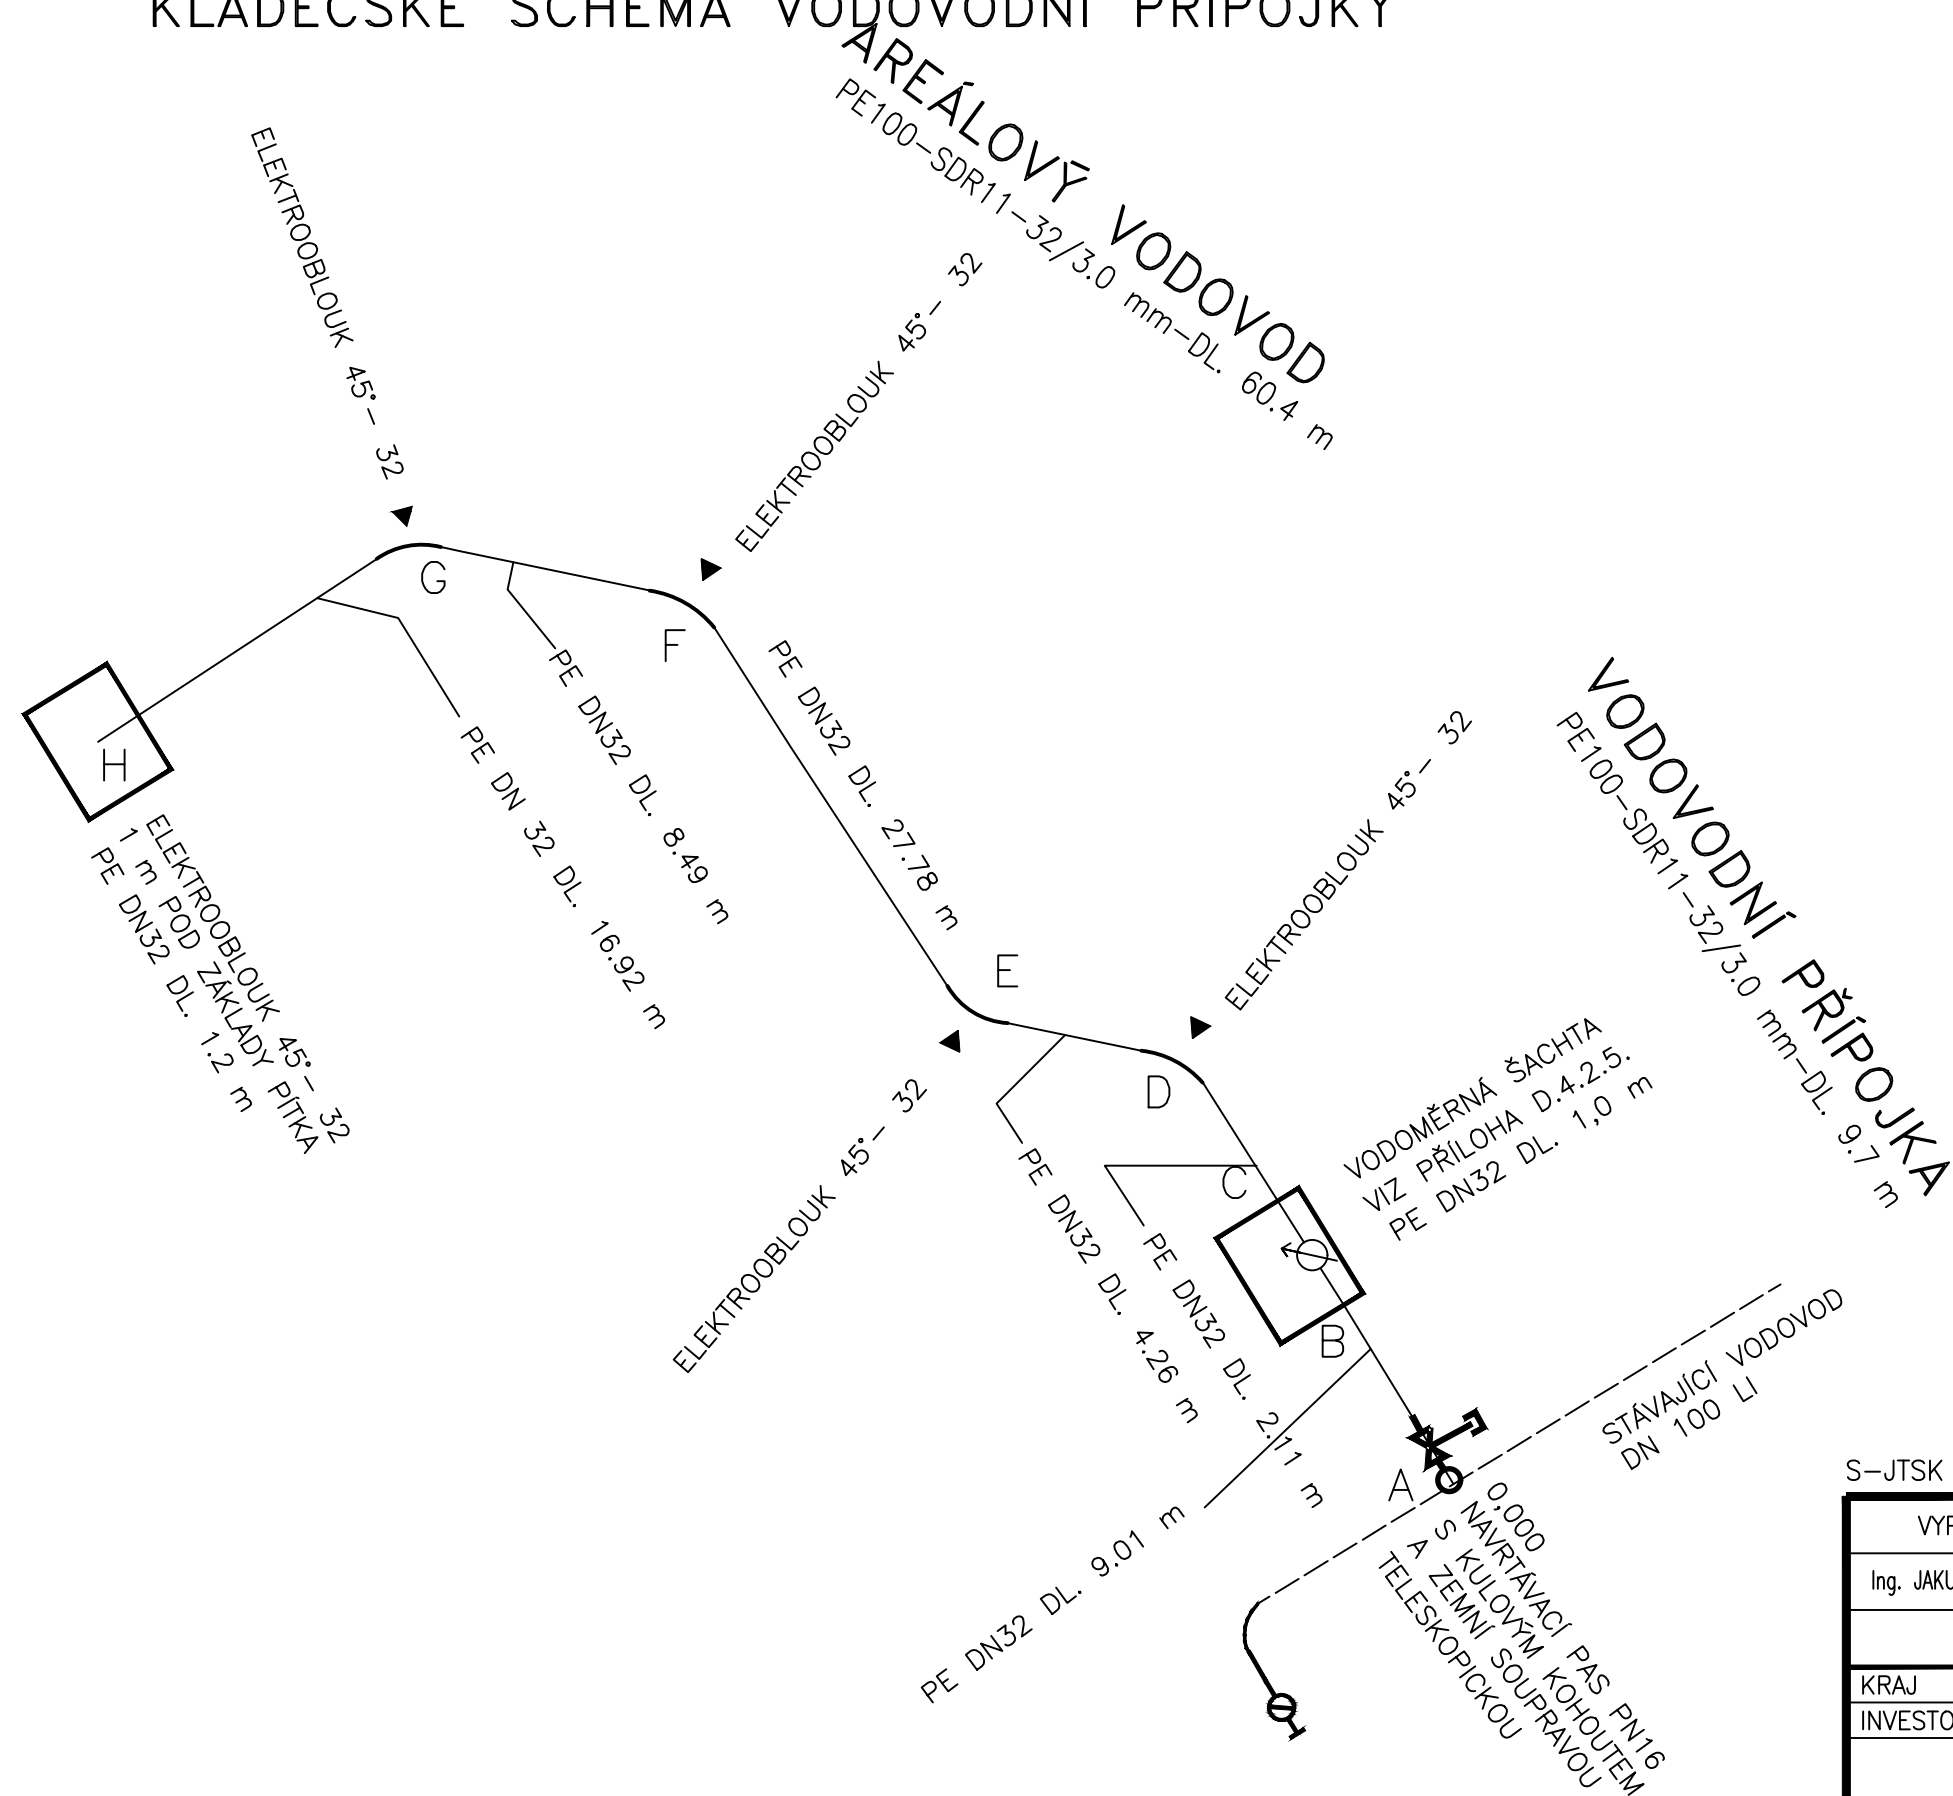 KLADEČSKÉ SCHÉMA VODOVODNÍ PŘÍPOJKY
AREÁLOVÝ VODOVOD
PE100-SDR11-32/3.0 mm-DL. 60.4 m
ELEKTROOBLOUK 45°- 32
ELEKTROOBLOUK 45°- 32
G
F
PE DN32 DL. 27.78 m
PE DN32 DL. 8.49 m
PE DN 32 DL. 16.92 m
H
ELEKTROOBLOUK 45°- 32
1 m POD ZÁKLADY PÍTKA
PE DN32 DL. 1.2 m
VODOVODNÍ PŘÍPOJKA
PE100-SDR11-32/3.0 mm-DL. 9.7 m
ELEKTROOBLOUK 45°- 32
E
D
ELEKTROOBLOUK 45°- 32
VODOMĚRNÁ ŠACHTA
VIZ PŘÍLOHA D.4.2.5.
PE DN32 DL. 1,0 m
C
PE DN32 DL. 4.26 m
PE DN32 DL. 2.11 m
B
STÁVAJÍCÍ VODOVOD
DN 100 LI
A
PE DN32 DL. 9.01 m
0,000
NAVRTÁVACÍ PAS PN16
S KULOVÝM KOHOUTEM
A ZEMNÍ SOUPRAVOU
TELESKOPICKOU
S-JTSK
VYP
Ing. JAKU
KRAJ
INVESTO